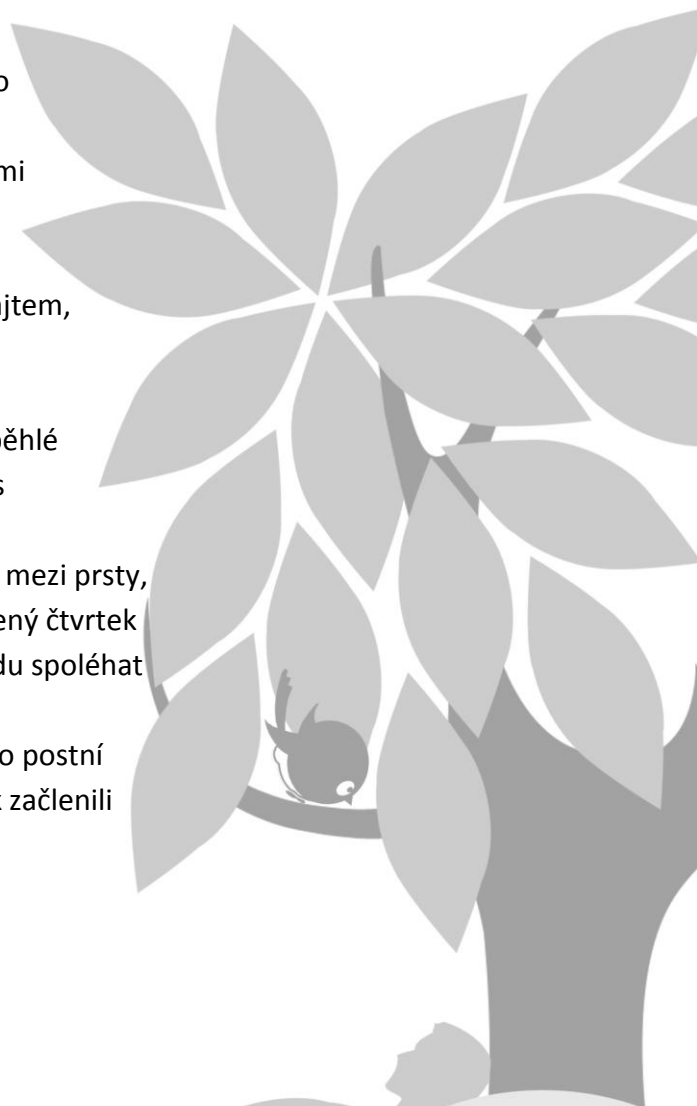 o
mi
jtem,
ěhlé
s
mezi prsty,
ený čtvrtek
du spoléhat
o postní
k začlenili